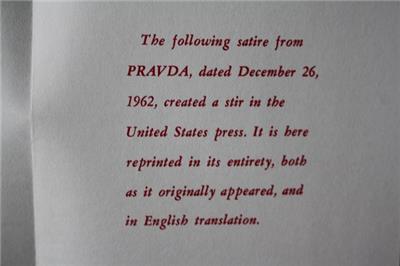 The following satire from
PRAVDA, dated December 26,
1962, created a stir in the
United States press. It is here
reprinted in its entirety, both
as it originally appeared, and
in English translation.